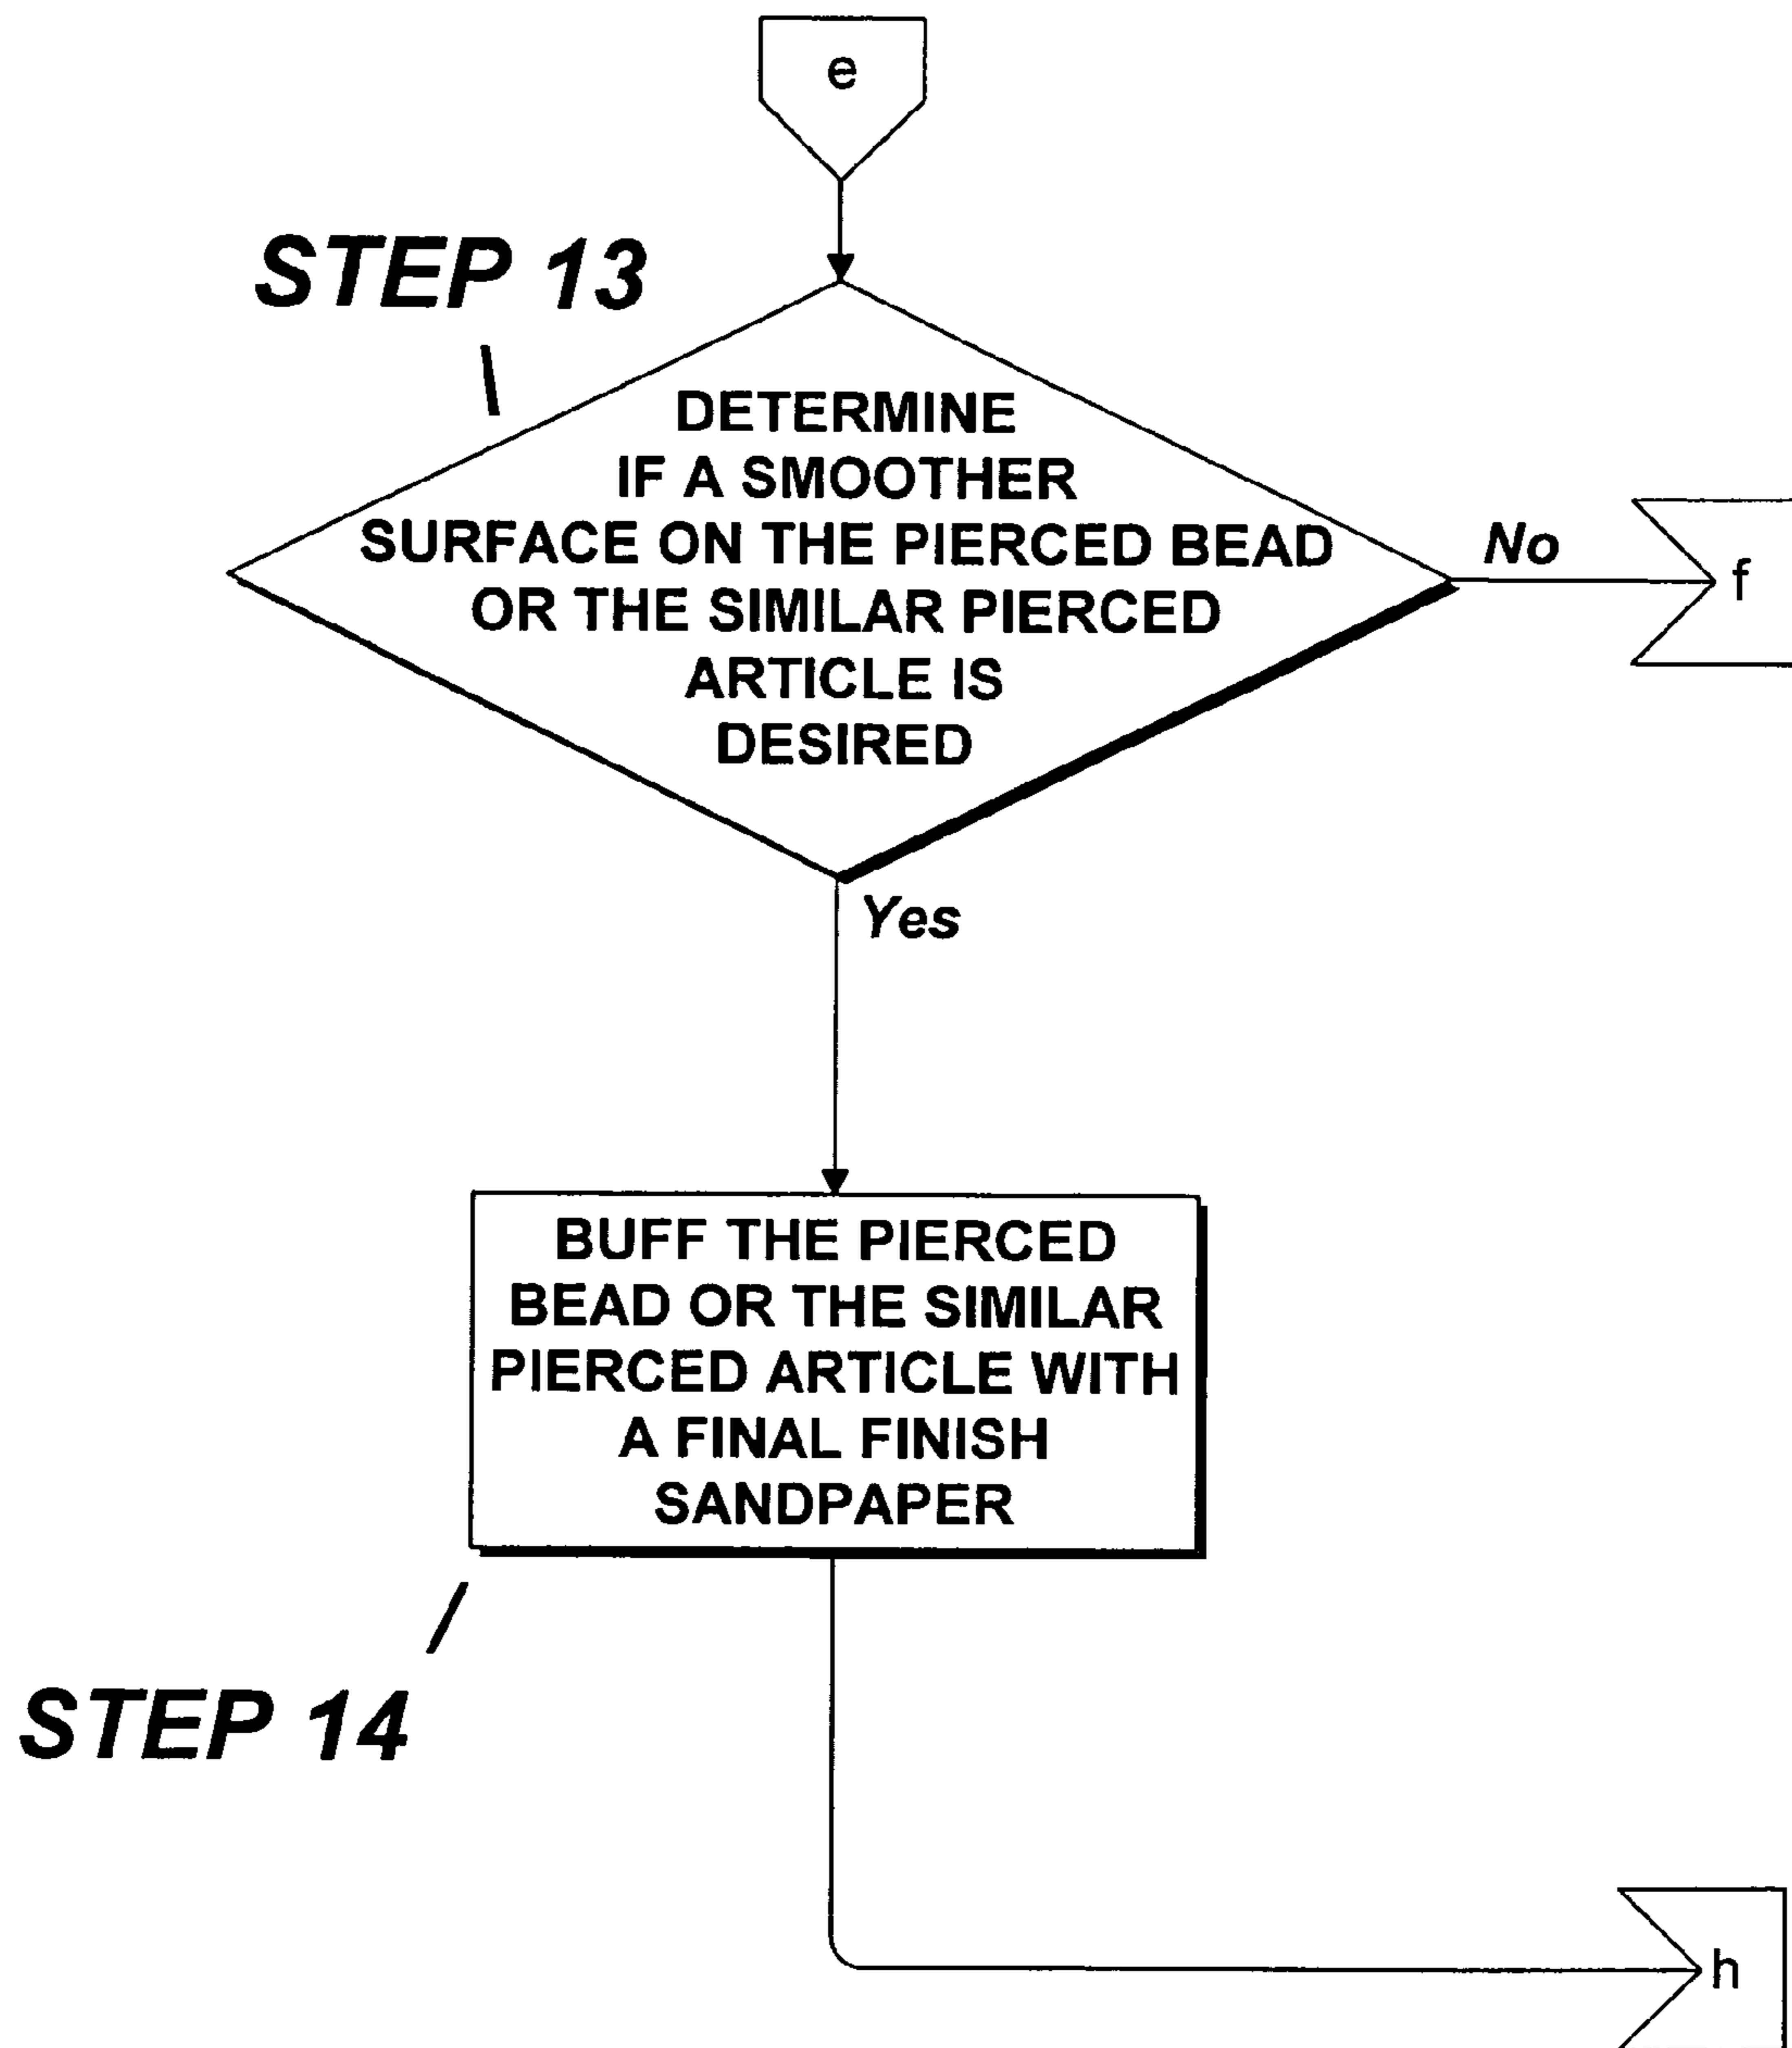 e
STEP 13
DETERMINE
IF A SMOOTHER
SURFACE ON THE PIERCED BEAD
OR THE SIMILAR PIERCED
ARTICLE IS
DESIRED
No
f
Yes
BUFF THE PIERCED
BEAD OR THE SIMILAR
PIERCED ARTICLE WITH
A FINAL FINISH
SANDPAPER
STEP 14
h